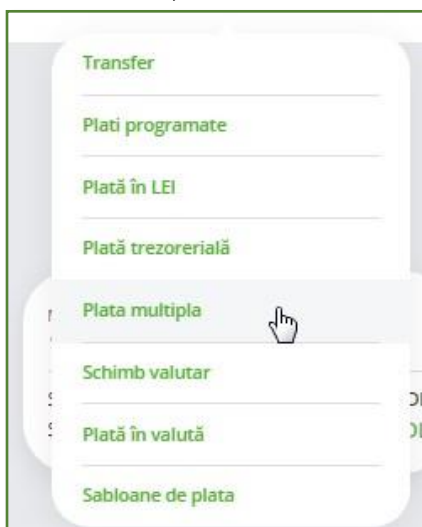 Transfer
Plati programate
Plată în LEI
Plată trezorerială
Plata multipla
Schimb valutar
Plată în valută
Sabloane de plata